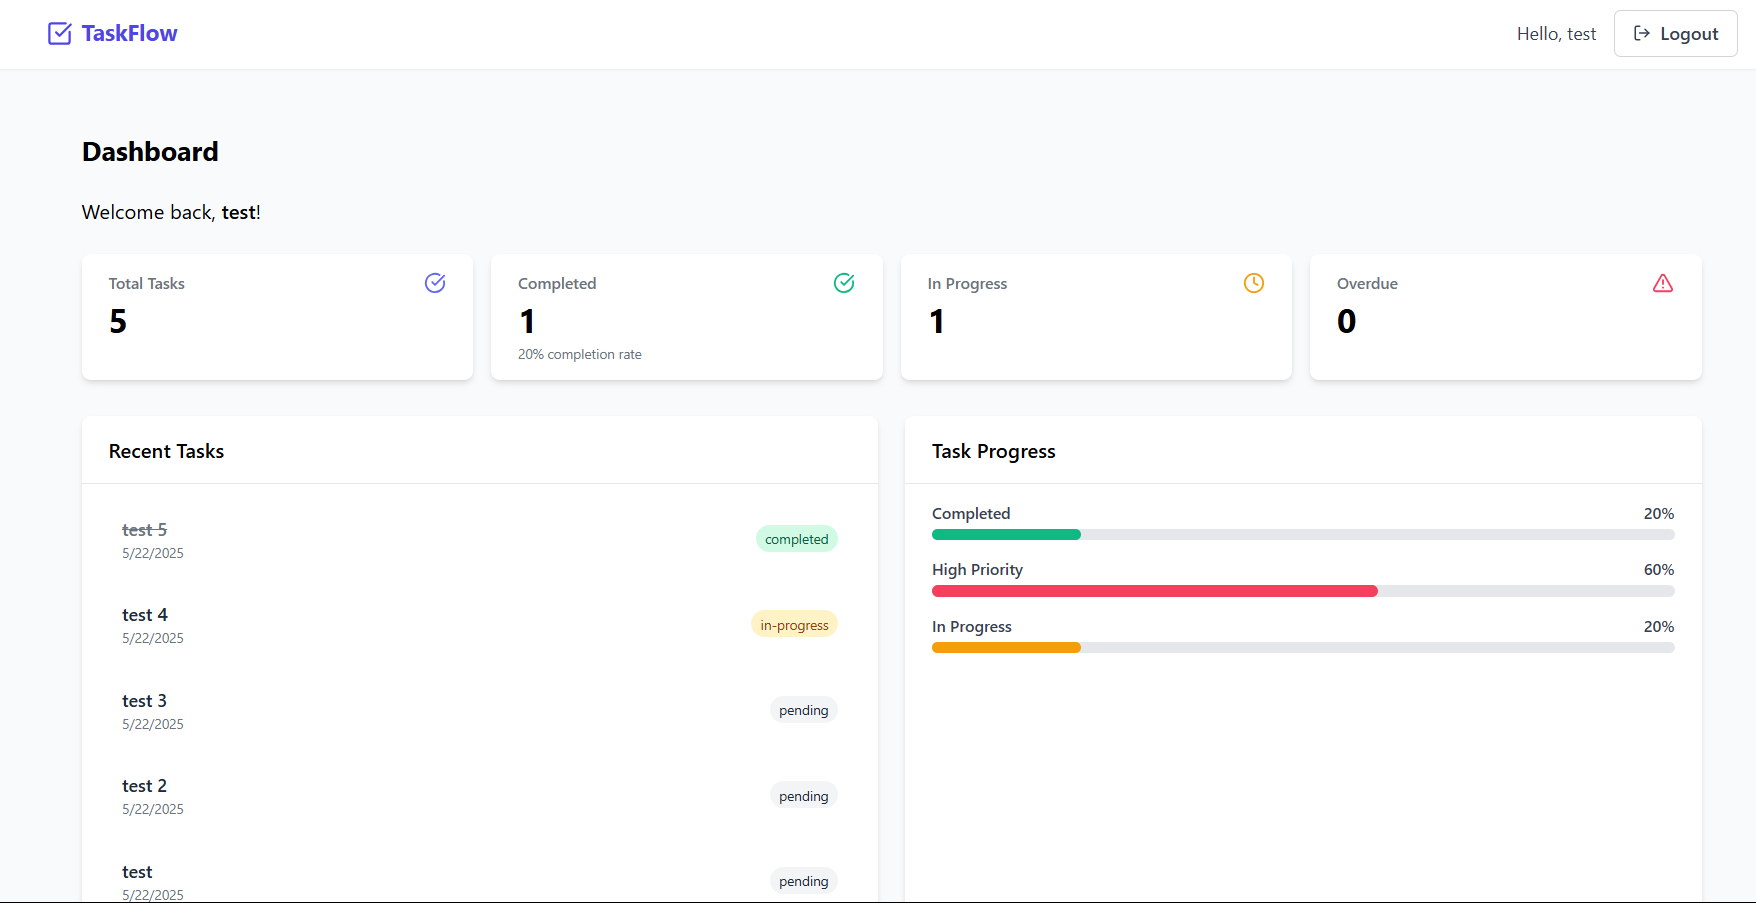 TaskFlow
Hello, test
Logout
Dashboard
Welcome back, test!
Total Tasks
5
Completed
1
20% completion rate
In Progress
1
Overdue
0
Recent Tasks
test 5
5/22/2025
completed
test 4
5/22/2025
in-progress
test 3
5/22/2025
pending
test 2
5/22/2025
pending
test
5/22/2025
pending
Task Progress
Completed 20%
High Priority 60%
In Progress 20%